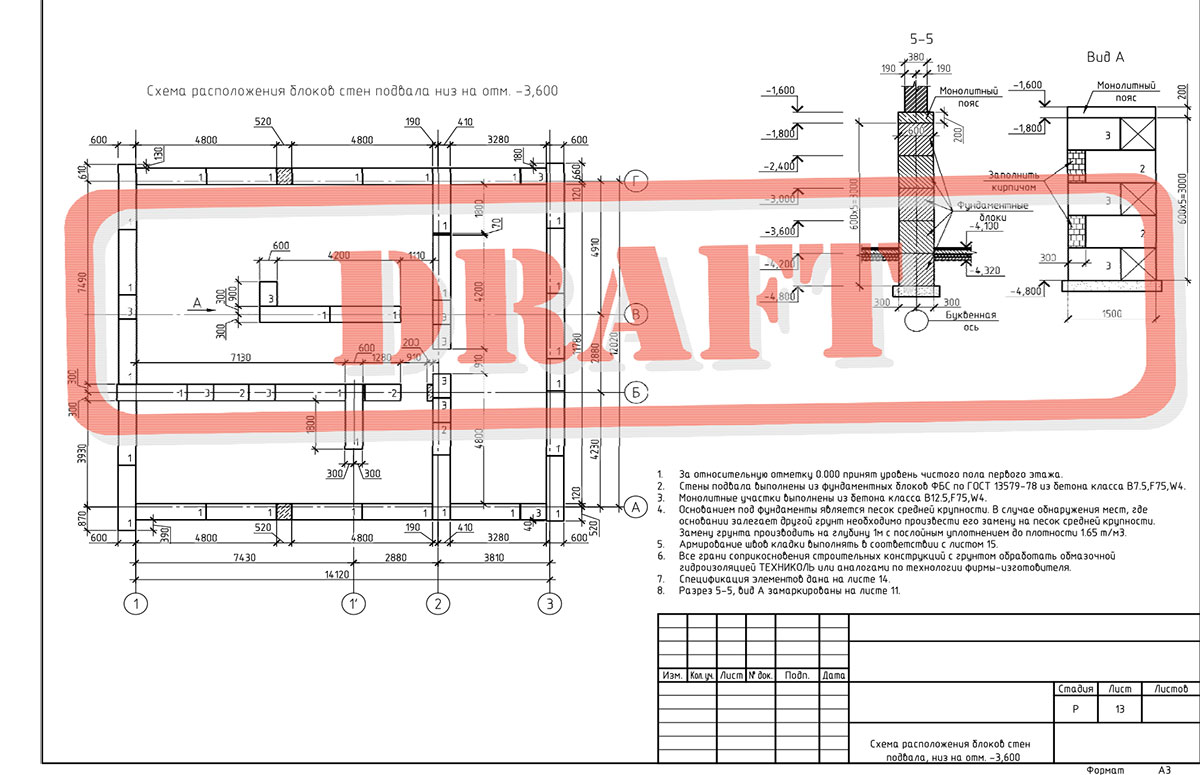 5-5
380
190
190
Вид А
Схема расположения блоков стен подвала низ на отм. -3,600
-1,600
Монолитный
пояс
-1,800
600
200
-2,400
-3,000
-3,600
-4,200
-4,800
600х5=3000
Фундаментные
блоки
-4,100
-4,320
300
300
Буквенная
ось
-1,600
Монолитный
пояс
-1,800
200
3
2
Заполнить
кирпичом
3
2
3
300
-4,800
600х5=3000
1500
520
190
410
600
4800
4800
3280
600
610
130
180
660
120
Г
1
1
1
1
1
3
1800
170
600
4200
1110
4910
7490
А
300
900
300
3
1
1
4200
В
7130
600
1280
200
910
910
2880
11780
12020
300
300
1
3
2
3
1
1
2
3
3
2
Б
1800
4800
4230
3930
300
300
870
390
120
520
40
А
600
4800
520
4800
190
410
3280
600
7430
2880
3810
14120
1
1'
2
3
DRAFT
1. За относительную отметку 0.000 принят уровень чистого пола первого этажа.
2. Стены подвала выполнены из фундаментных блоков ФБС по ГОСТ 13579-78 из бетона класса В7.5,F75,W4.
3. Монолитные участки выполнены из бетона класса В12.5,F75,W4.
4. Основанием под фундаменты является песок средней крупности. В случае обнаружения мест, где
основании залегает другой грунт необходимо произвести его замену на песок средней крупности.
Замену грунта производить на глубину 1м с послойным уплотнением до плотности 1.65 т/м3.
5. Армирование швов кладки выполнять в соответствии с листом 15.
6. Все грани соприкосновения строительных конструкций с грунтом обработать обмазочной
гидроизоляцией ТЕХНИКОЛЬ или аналогами по технологии фирмы-изготовителя.
7. Спецификация элементов дана на листе 14.
8. Разрез 5-5, вид А замаркированы на листе 11.
Изм. Кол.уч. Лист № док. Подп. Дата
Стадия Лист Листов
Р 13
Схема расположения блоков стен
подвала, низ на отм. -3,600
Формат А3